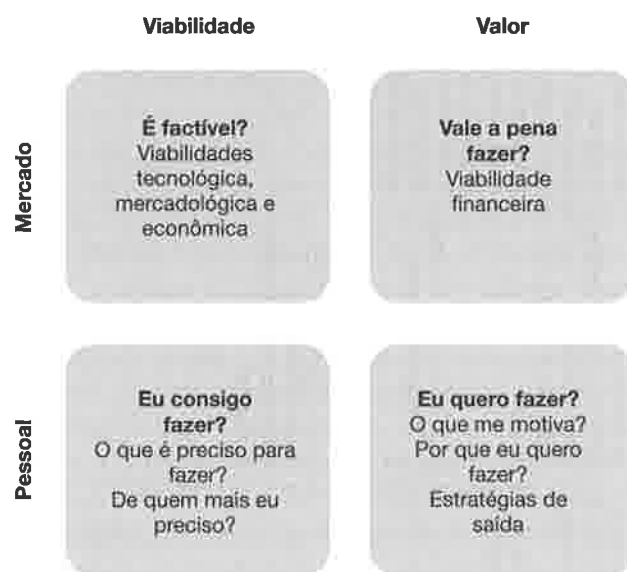 Viabilidade
Valor
Mercado
É factível?
Viabilidades
tecnológica,
mercadológica e
econômica
Vale a pena
fazer?
Viabilidade
financeira
Pessoal
Eu consigo
fazer?
O que é preciso para
fazer?
De quem mais eu
preciso?
Eu quero fazer?
O que me motiva?
Por que eu quero
fazer?
Estratégias de
saída